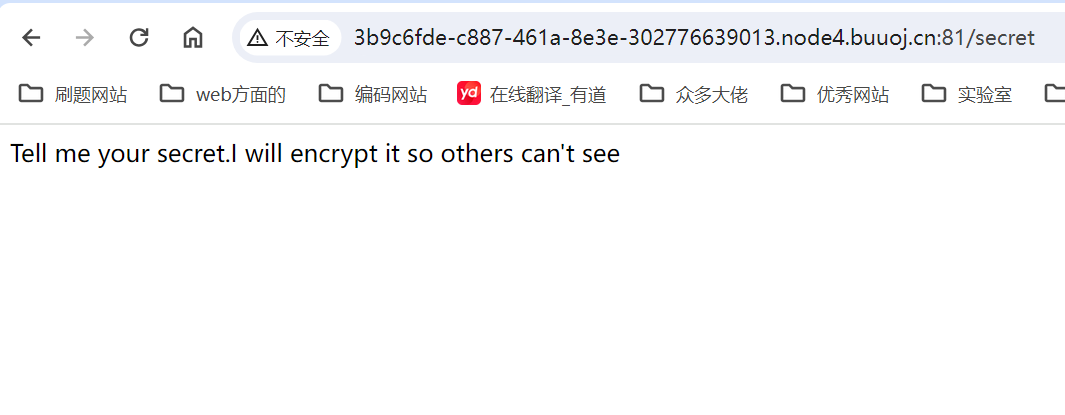 不安全 3b9c6fde-c887-461a-8e3e-302776639013.node4.buuoj.cn:81/secret
刷题网站 web方面的 编码网站 yd 在线翻译_有道 众多大佬 优秀网站 实验室
Tell me your secret.I will encrypt it so others can't see